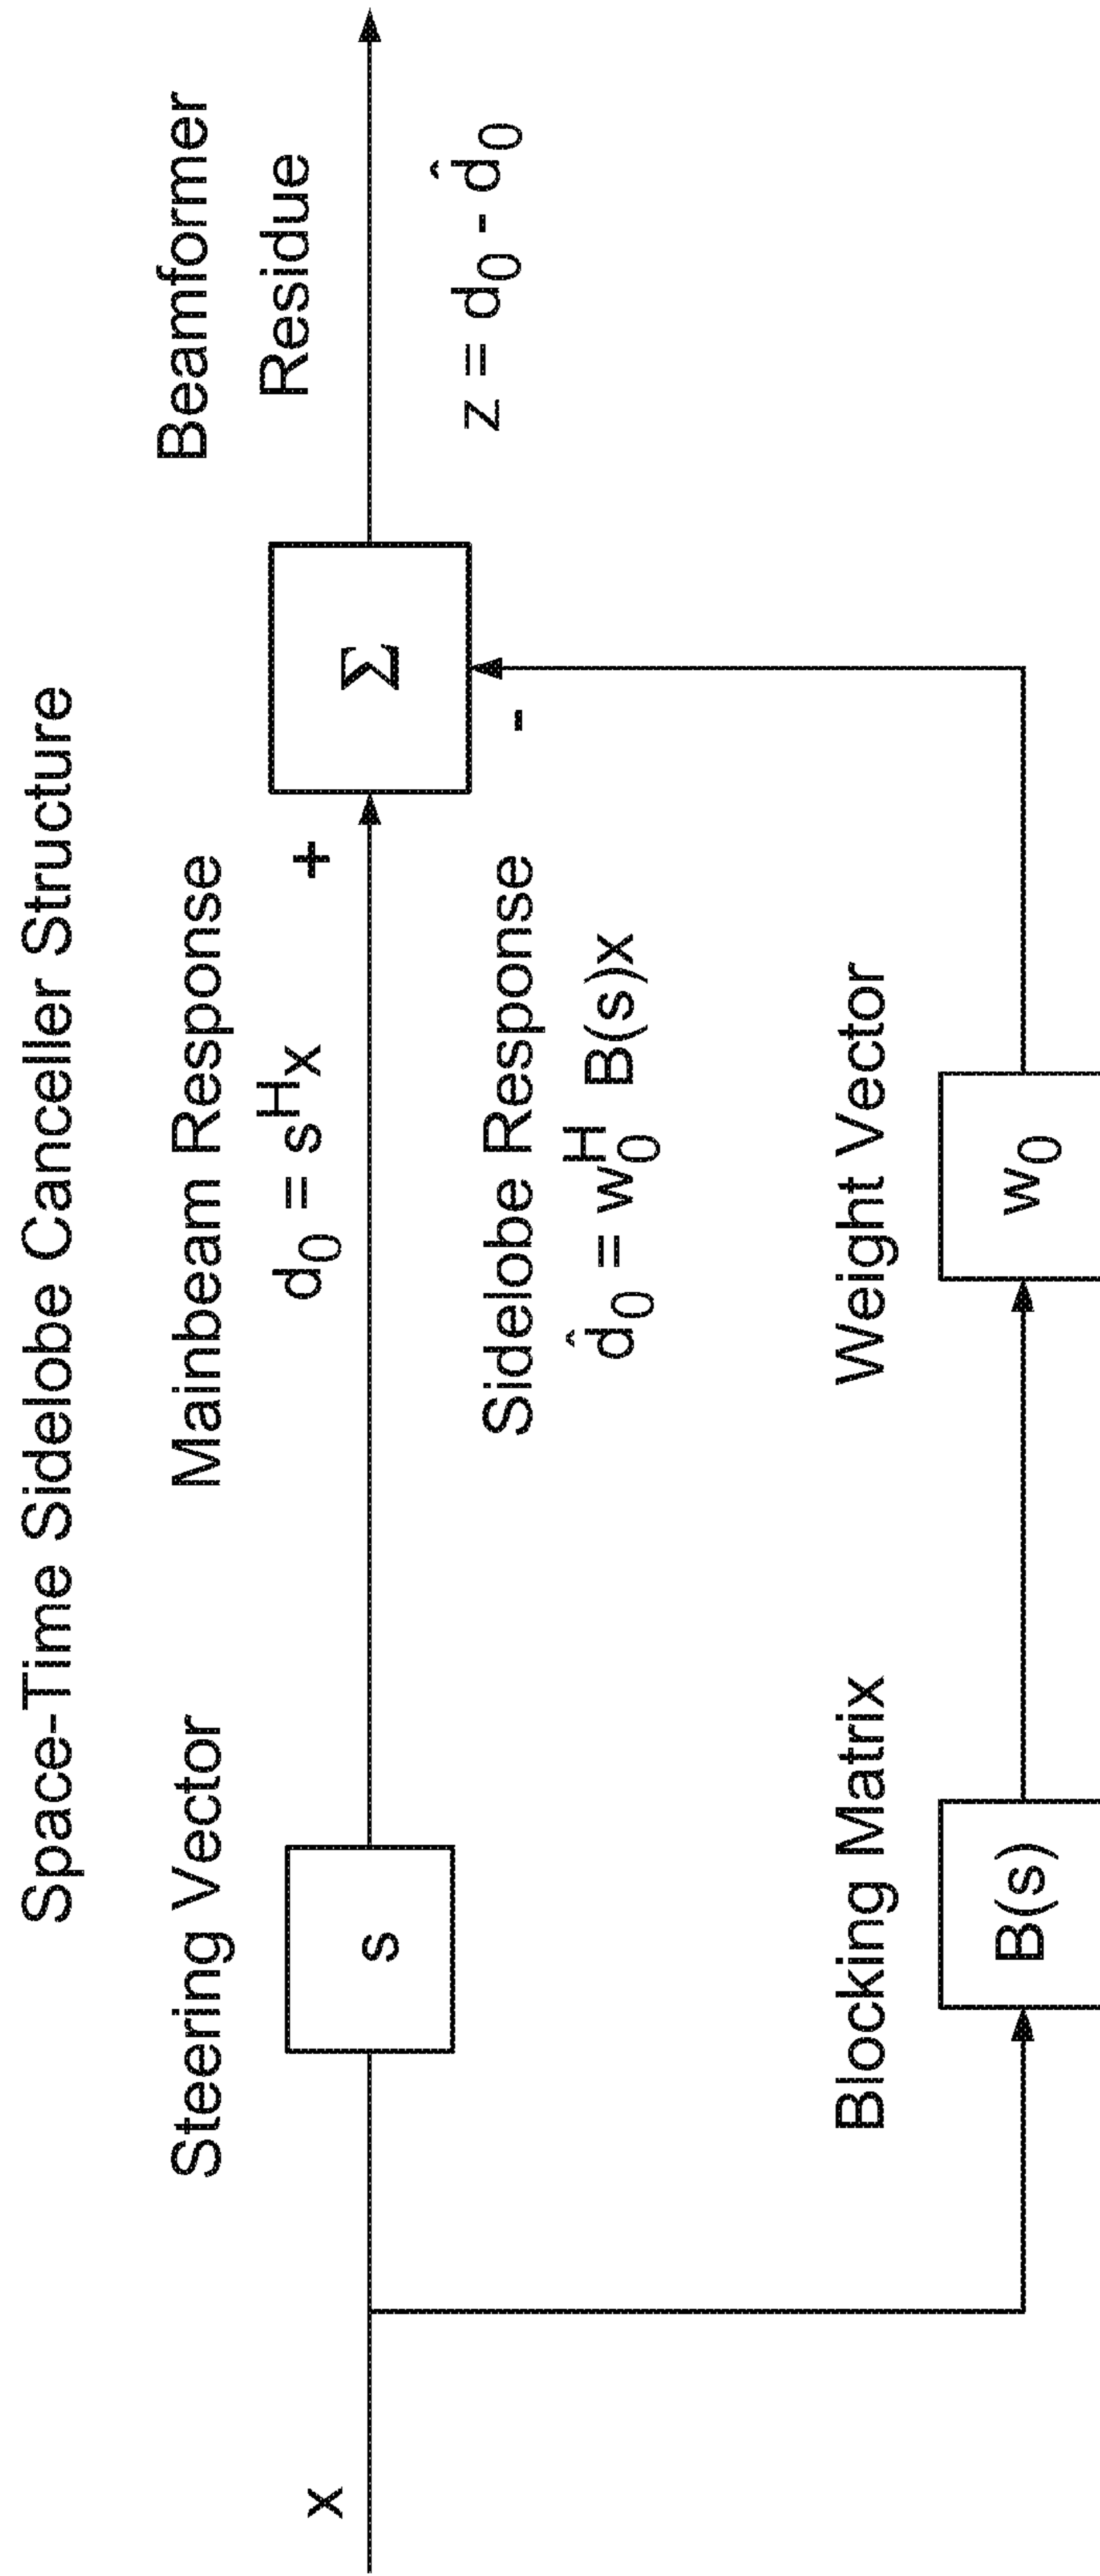 Space-Time Sidelobe Canceller Structure
Steering Vector
Mainbeam Response
Beamformer
Residue
x
s
d₀ = sᴴx
+
Σ
-
z = d₀ - d̂₀
Sidelobe Response
d̂₀ = w₀ᴴ B(s)x
Blocking Matrix
Weight Vector
B(s)
w₀